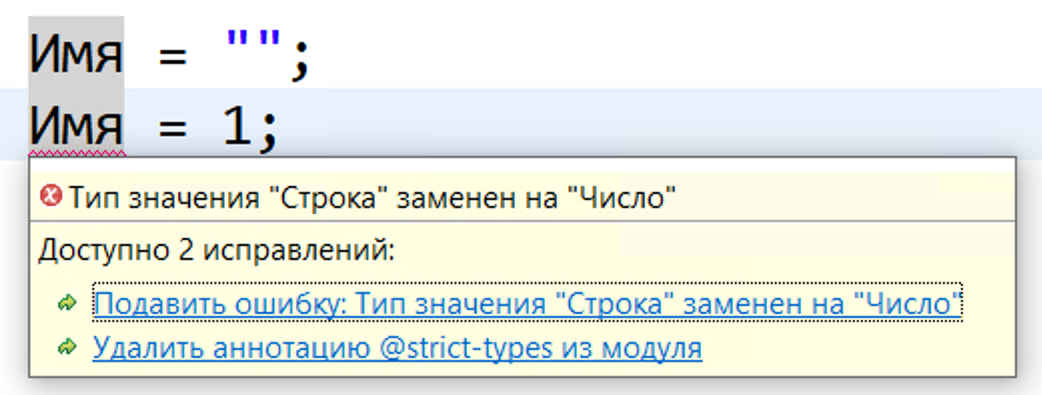 Имя = "";
Имя = 1;
Тип значения "Строка" заменен на "Число"
Доступно 2 исправлений:
Подавить ошибку: Тип значения "Строка" заменен на "Число"
Удалить аннотацию @strict-types из модуля